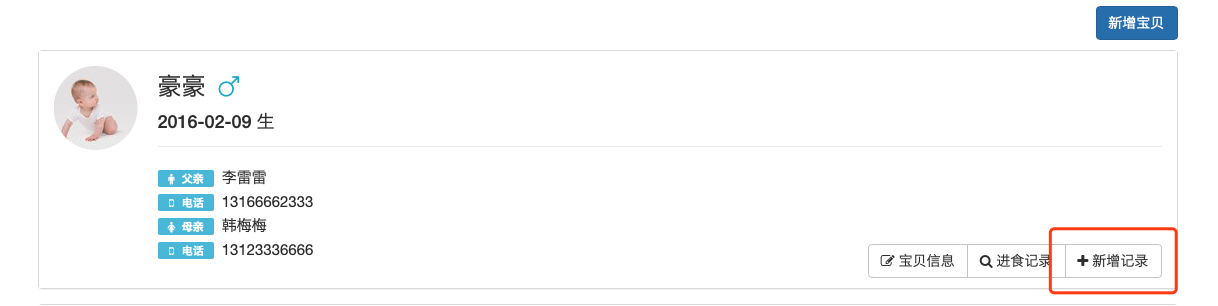 新增宝贝
豪豪
2016-02-09 生
父亲 李雷雷
电话 13166662333
母亲 韩梅梅
电话 13123336666
宝贝信息 进食记录 新增记录